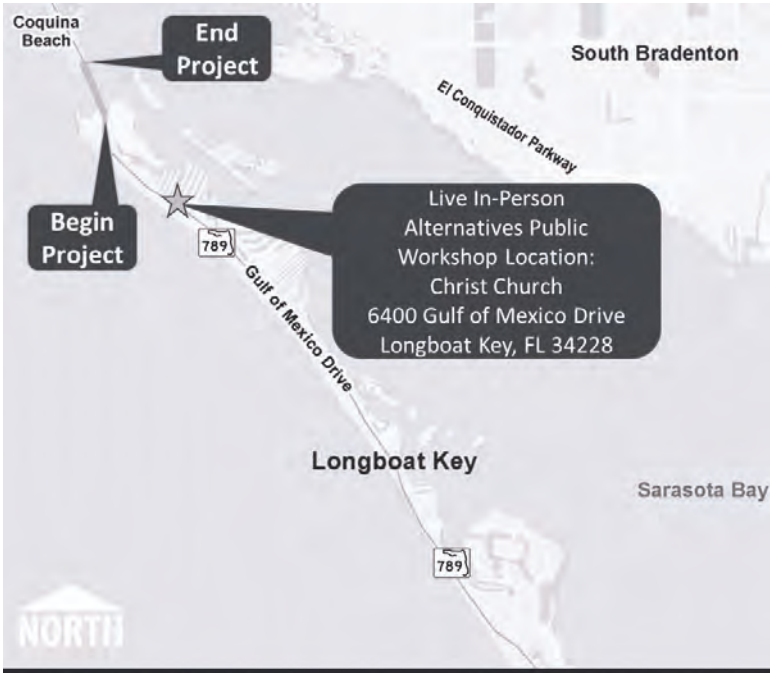 Coquina
Beach
End
Project
South Bradenton
El Conquistador Parkway
Begin
Project
789
Live In-Person
Alternatives Public
Workshop Location:
Christ Church
6400 Gulf of Mexico Drive
Longboat Key, FL 34228
Gulf of Mexico Drive
Longboat Key
Sarasota Bay
789
NORTH